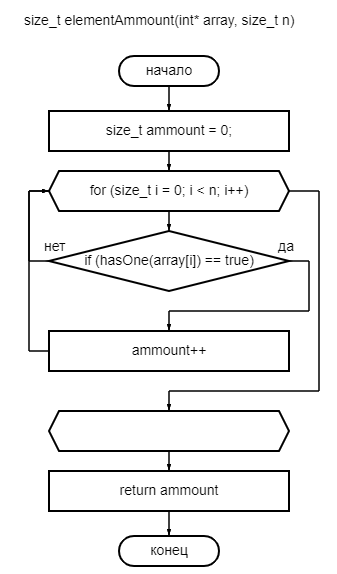 size_t elementAmmount(int* array, size_t n)
начало
size_t ammount = 0;
for (size_t i = 0; i < n; i++)
нет
да
if (hasOne(array[i]) == true)
ammount++
return ammount
конец